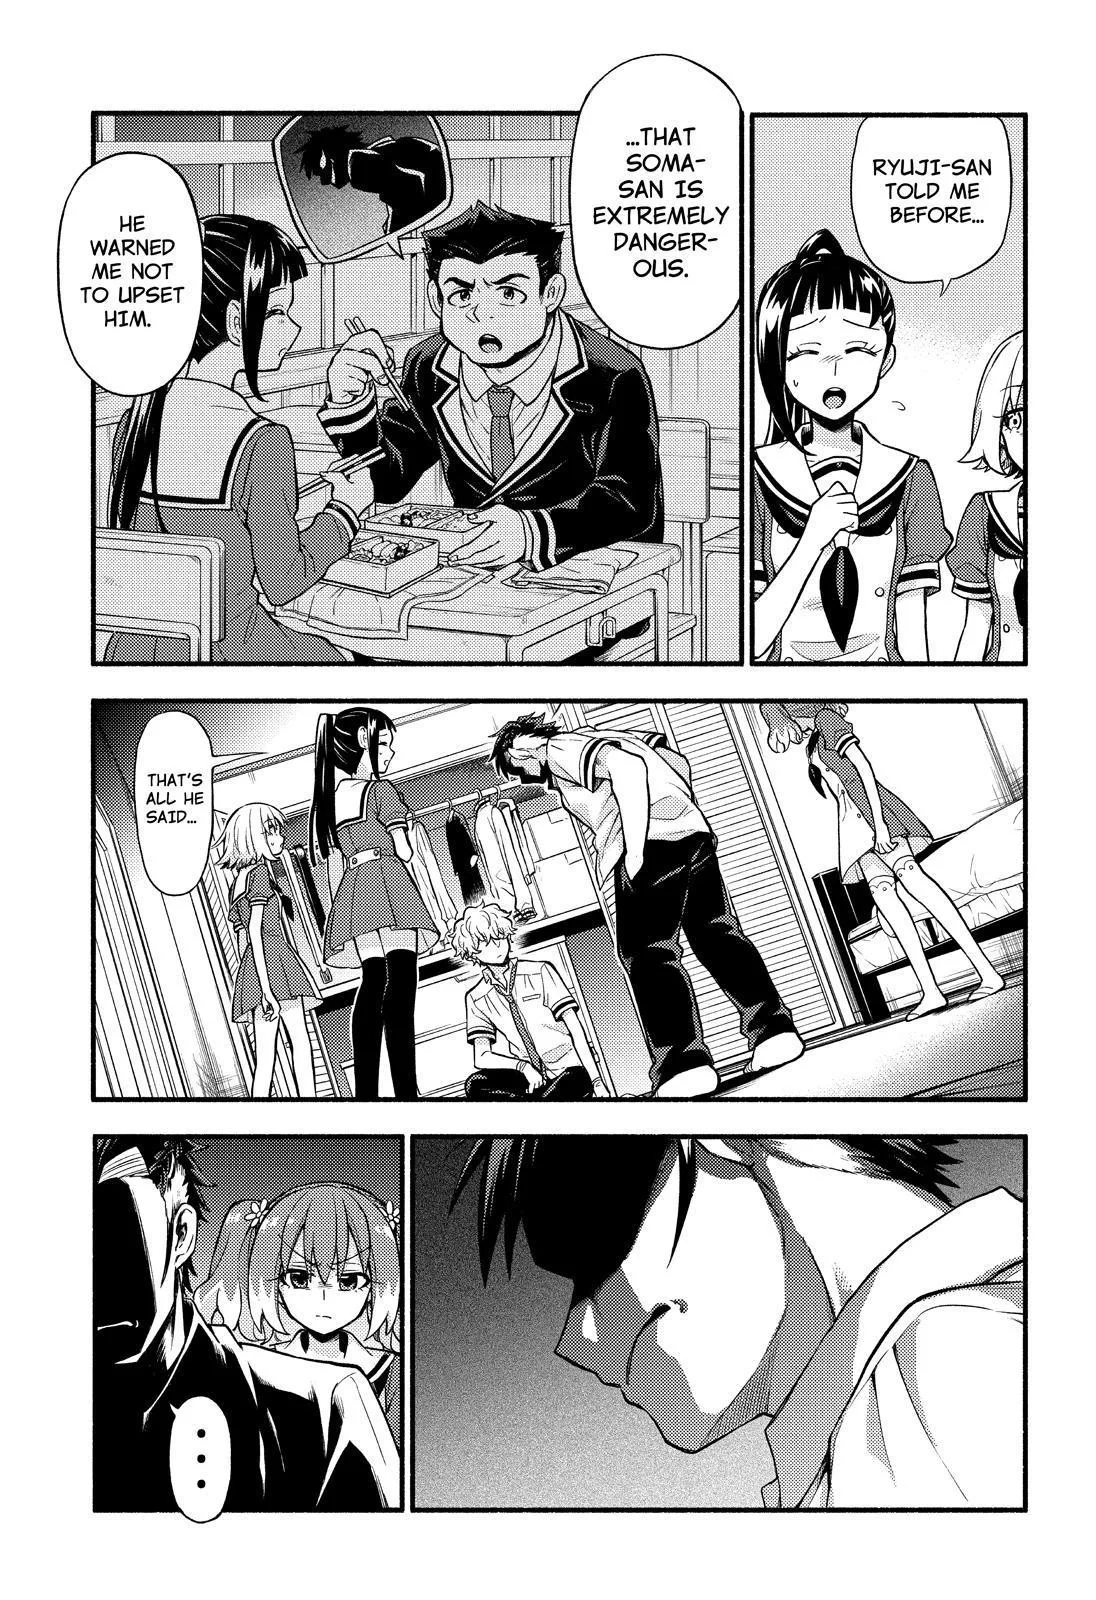 RYUJI-SAN
TOLD ME
BEFORE...
...THAT
SOMA-
SAN IS
EXTREMELY
DANGER-
OUS.
HE
WARNED
ME NOT
TO UPSET
HIM.
THAT'S
ALL HE
SAID...
...